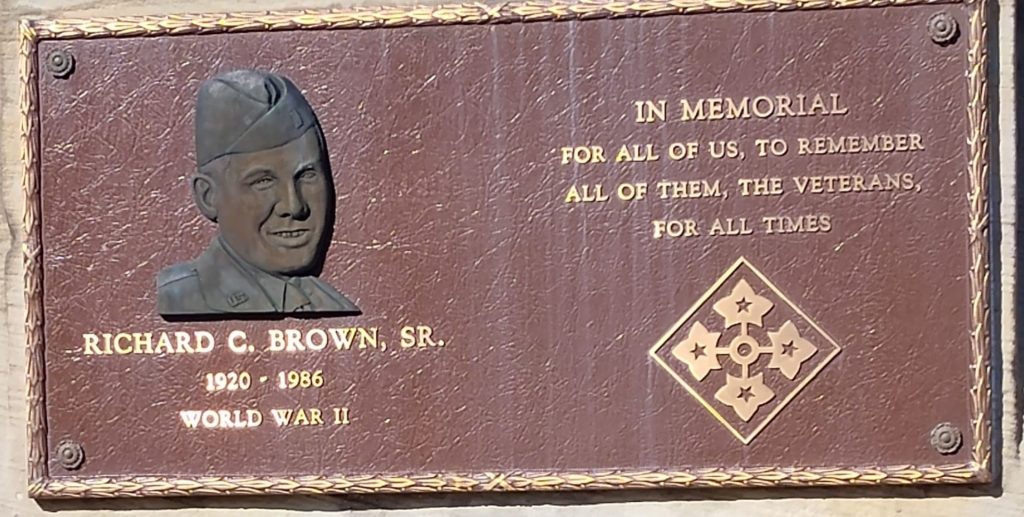 RICHARD C. BROWN, SR.
1920 - 1986
WORLD WAR II
IN MEMORIAL
FOR ALL OF US, TO REMEMBER
ALL OF THEM, THE VETERANS,
FOR ALL TIMES